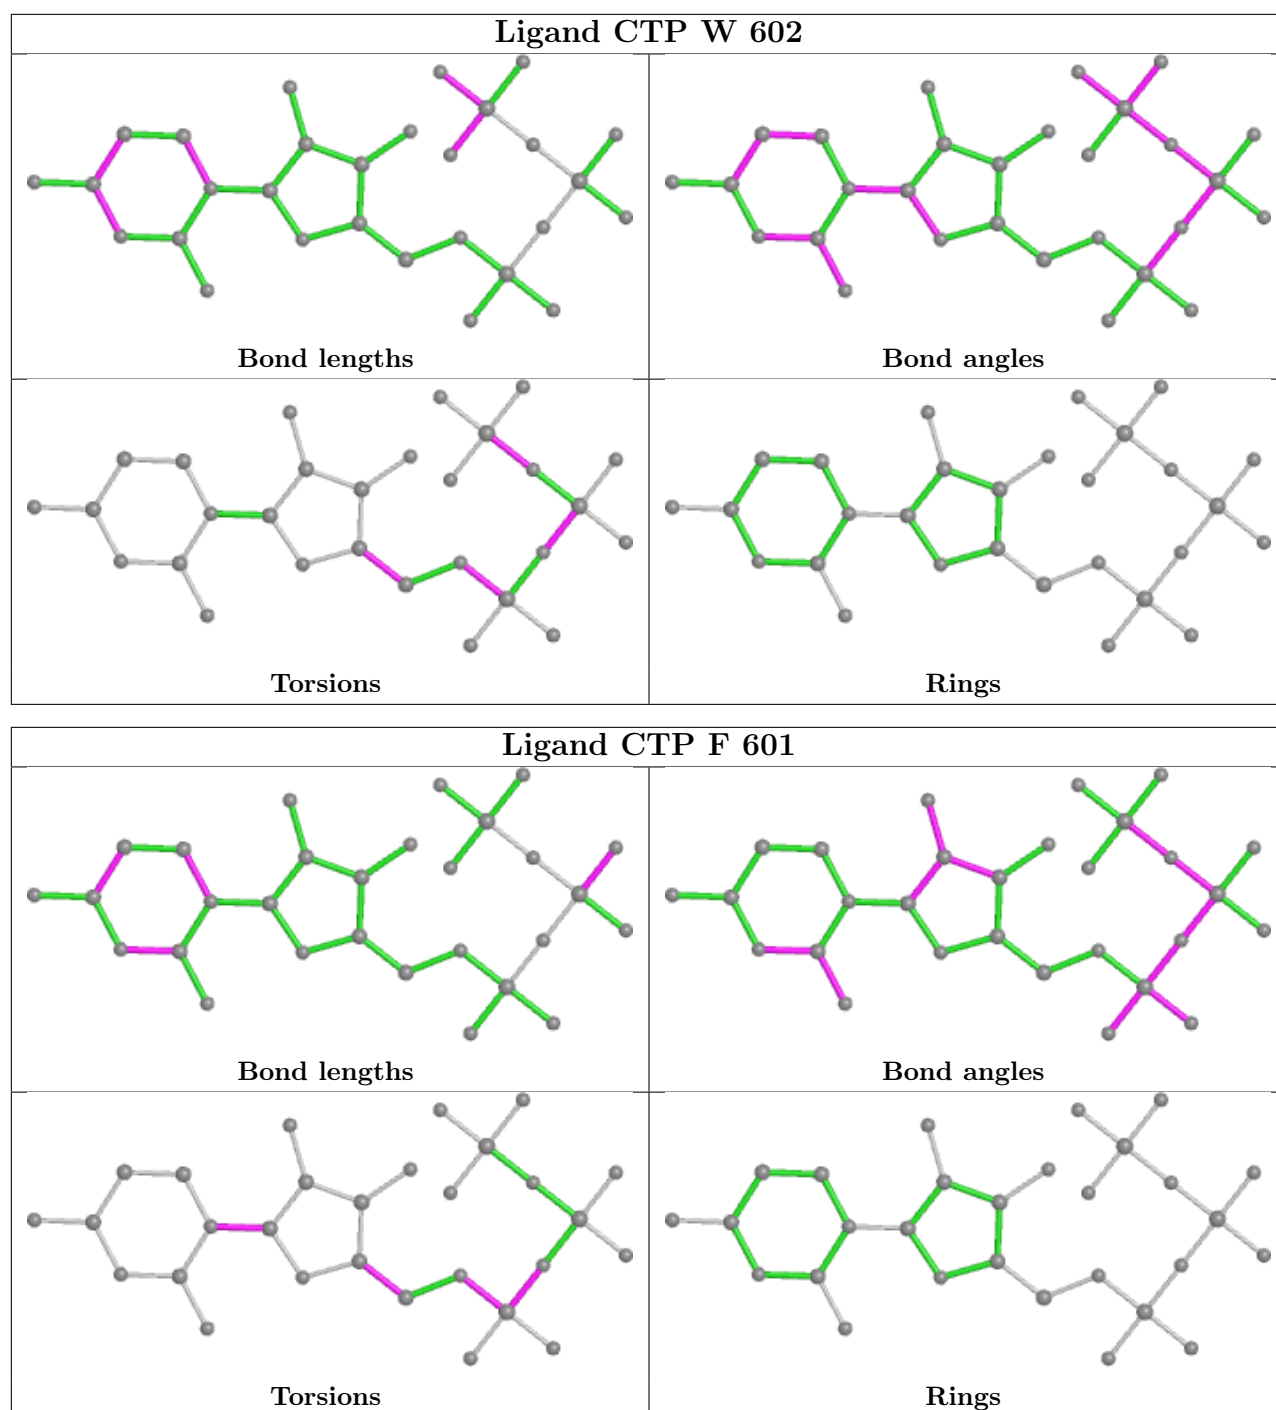 Ligand CTP W 602
Bond lengths
Bond angles
Torsions
Rings
Ligand CTP F 601
Bond lengths
Bond angles
Torsions
Rings